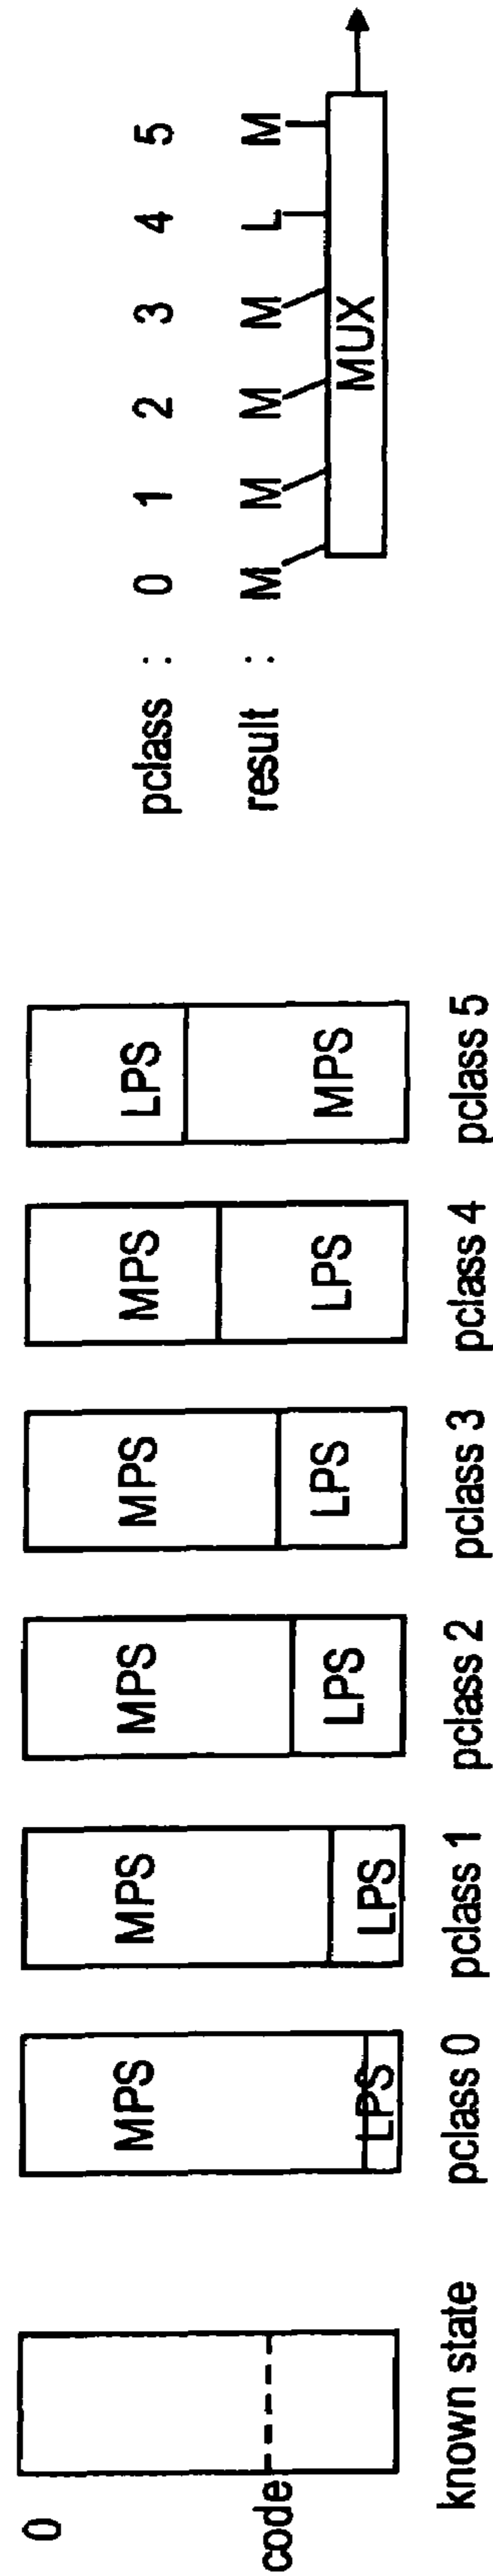 0
code
known state
MPS
LPS
pclass 0
MPS
LPS
pclass 1
MPS
LPS
pclass 2
MPS
LPS
pclass 3
MPS
LPS
pclass 4
LPS
MPS
pclass 5
pclass : 0 1 2 3 4 5
result : M M M M L M
MUX